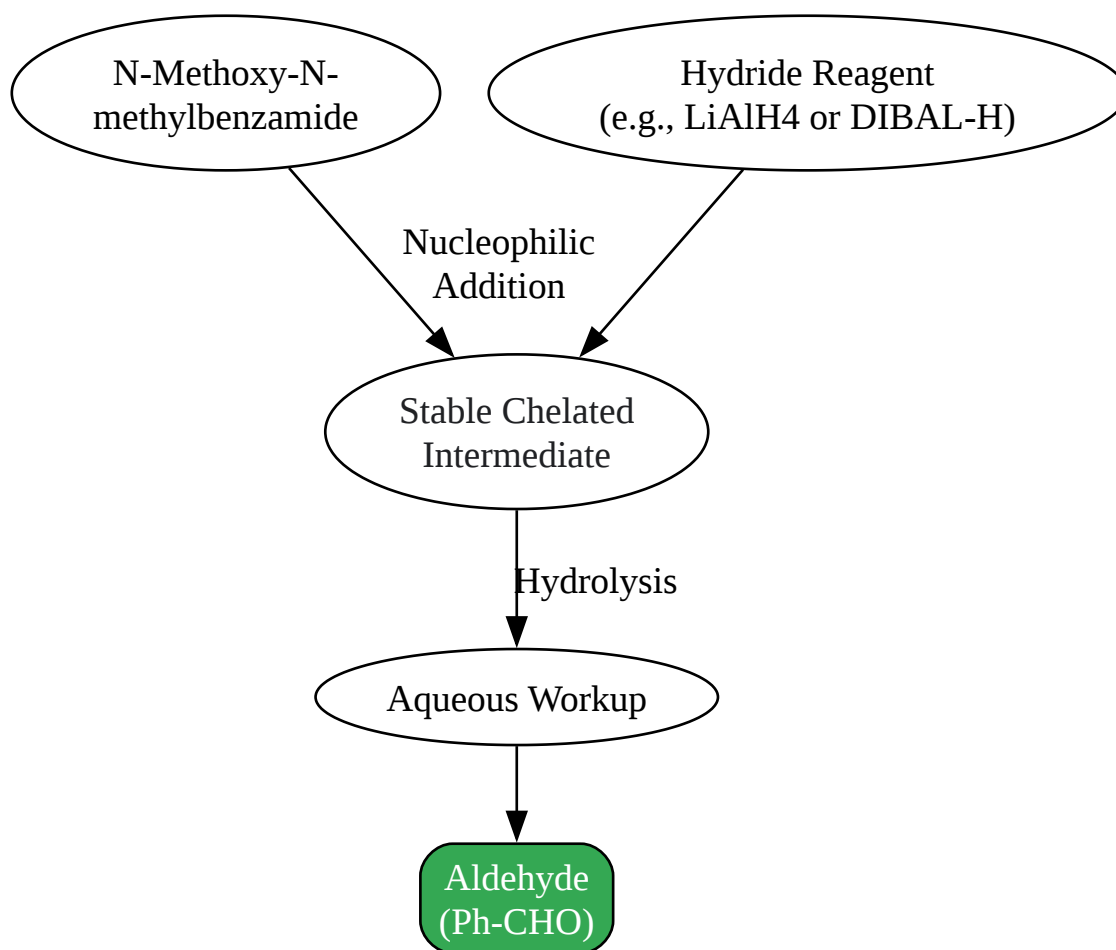 N-Methoxy-N-
methylbenzamide
Hydride Reagent
(e.g., LiAlH4 or DIBAL-H)
Nucleophilic
Addition
Stable Chelated
Intermediate
Hydrolysis
Aqueous Workup
Aldehyde
(Ph-CHO)